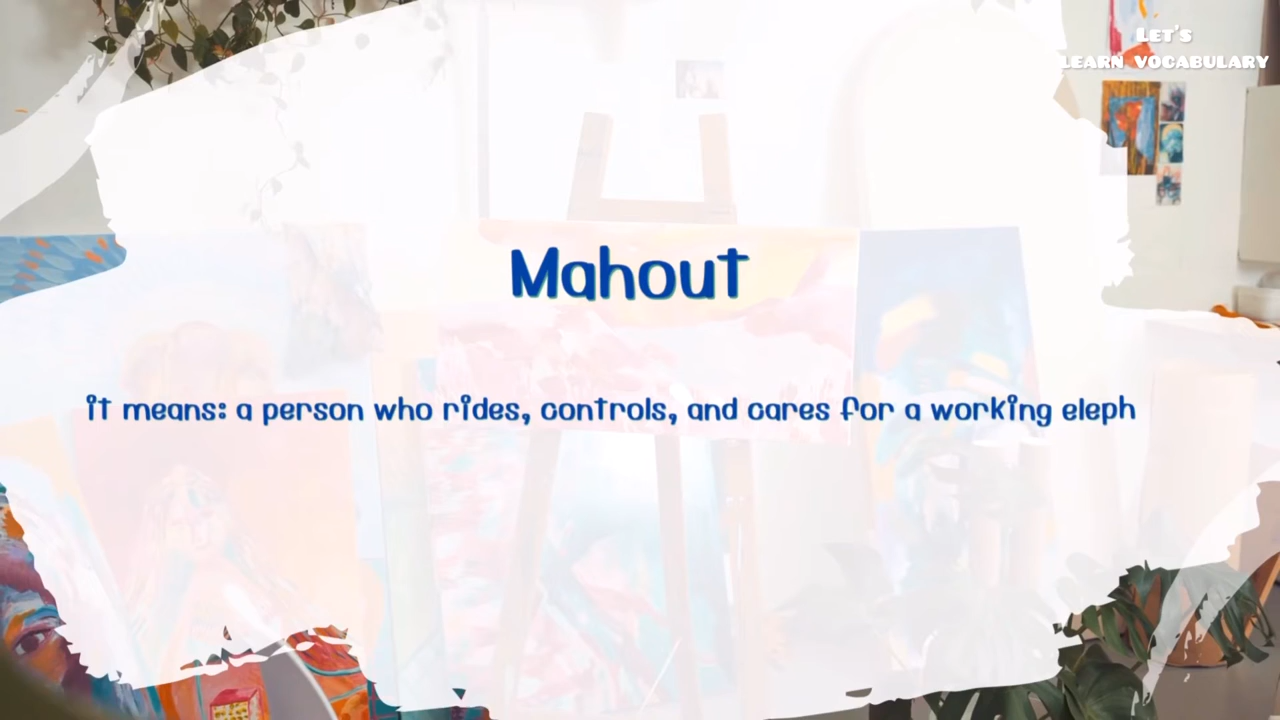 Let's
Learn vocabulary
Mahout
it means: a person who rides, controls, and cares for a working eleph